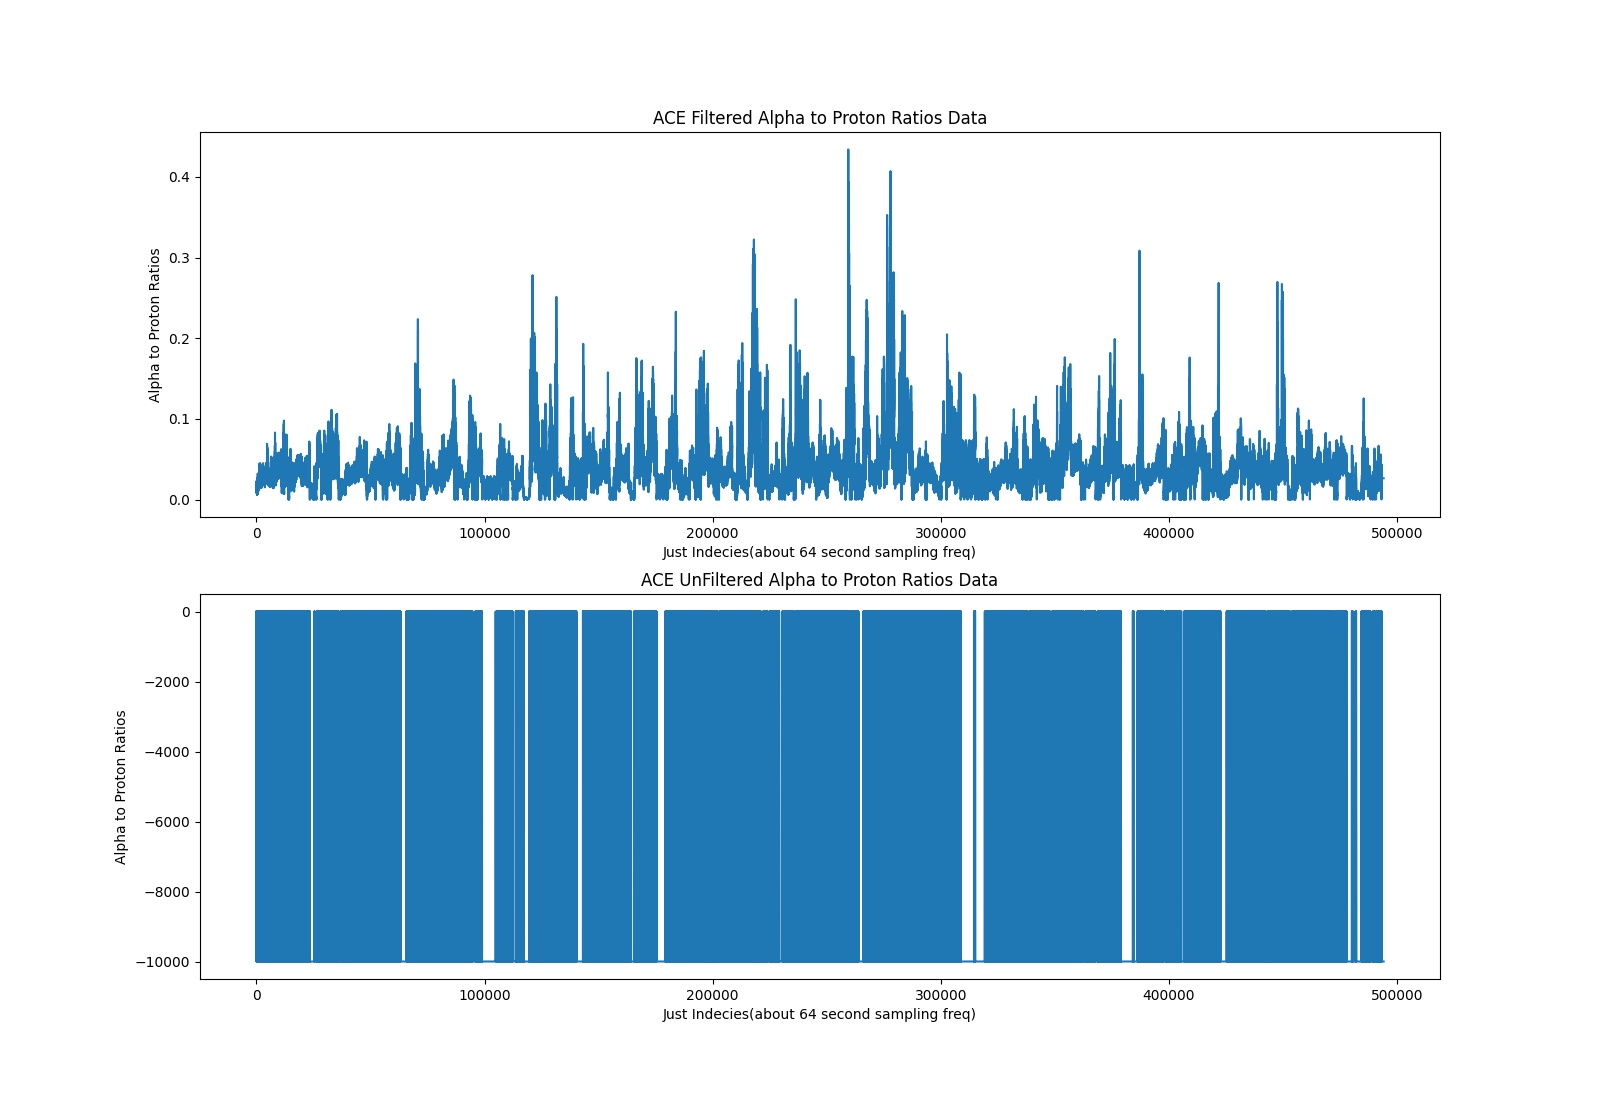 ACE Filtered Alpha to Proton Ratios Data
Alpha to Proton Ratios
0.4
0.3
0.2
0.1
0.0
0 100000 200000 300000 400000 500000
Just Indecies(about 64 second sampling freq)
ACE UnFiltered Alpha to Proton Ratios Data
Alpha to Proton Ratios
0
−2000
−4000
−6000
−8000
−10000
0 100000 200000 300000 400000 500000
Just Indecies(about 64 second sampling freq)